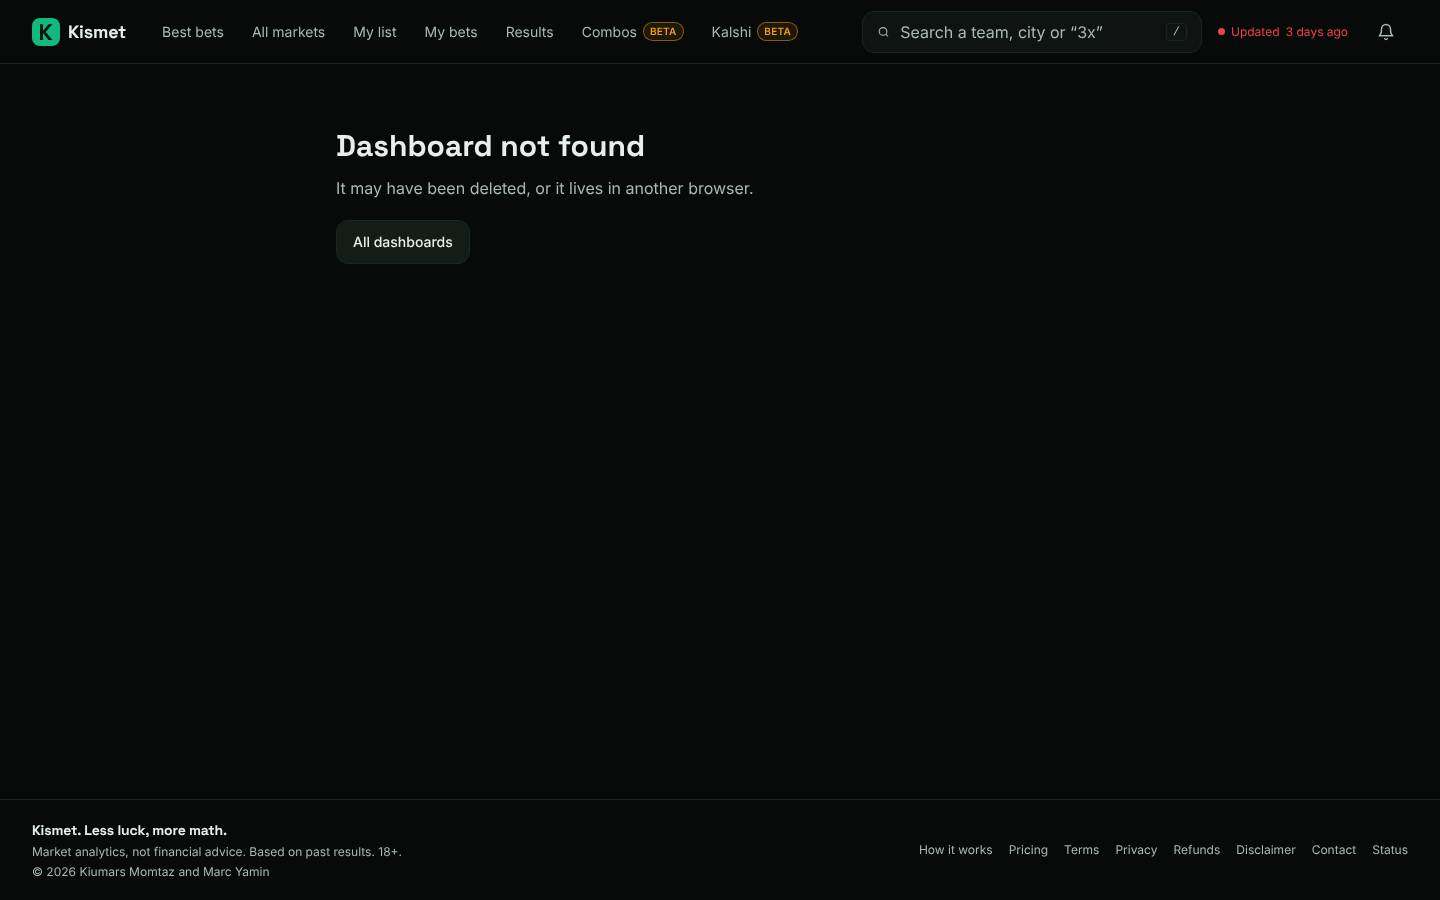 K Kismet Best bets All markets My list My bets Results Combos BETA Kalshi BETA Search a team, city or “3x” / Updated 3 days ago
Dashboard not found
It may have been deleted, or it lives in another browser.
All dashboards
Kismet. Less luck, more math.
Market analytics, not financial advice. Based on past results. 18+.
© 2026 Kiumars Momtaz and Marc Yamin
How it works Pricing Terms Privacy Refunds Disclaimer Contact Status